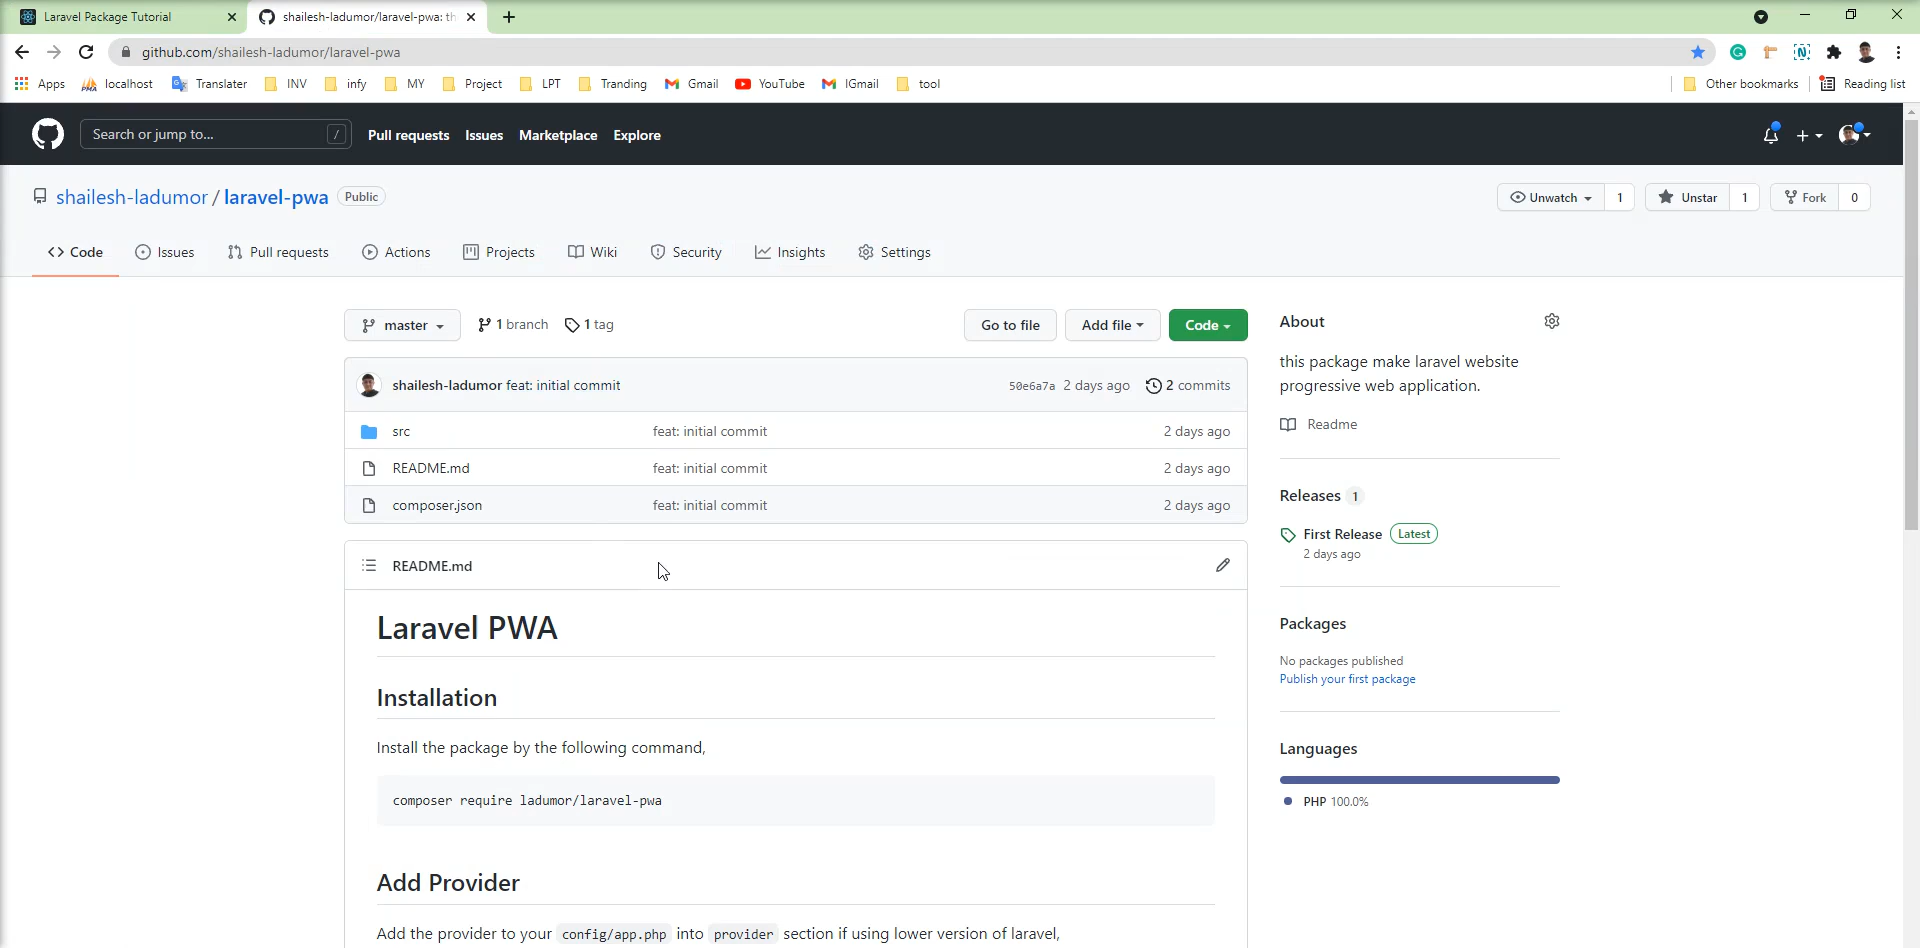 Laravel Package Tutorial
shailesh-ladumor/laravel-pwa: th
github.com/shailesh-ladumor/laravel-pwa
Apps localhost Translater INV infy MY Project LPT Tranding Gmail YouTube IGmail tool Other bookmarks Reading list
Search or jump to... / Pull requests Issues Marketplace Explore
shailesh-ladumor / laravel-pwa Public Unwatch 1 Unstar 1 Fork 0
Code Issues Pull requests Actions Projects Wiki Security Insights Settings
master 1 branch 1 tag Go to file Add file Code
shailesh-ladumor feat: initial commit 50e6a7a 2 days ago 2 commits
src feat: initial commit 2 days ago
README.md feat: initial commit 2 days ago
composer.json feat: initial commit 2 days ago
README.md
Laravel PWA
Installation
Install the package by the following command,
composer require ladumor/laravel-pwa
Add Provider
Add the provider to your config/app.php into provider section if using lower version of laravel,
About
this package make laravel website
progressive web application.
Readme
Releases 1
First Release Latest
2 days ago
Packages
No packages published
Publish your first package
Languages
PHP 100.0%